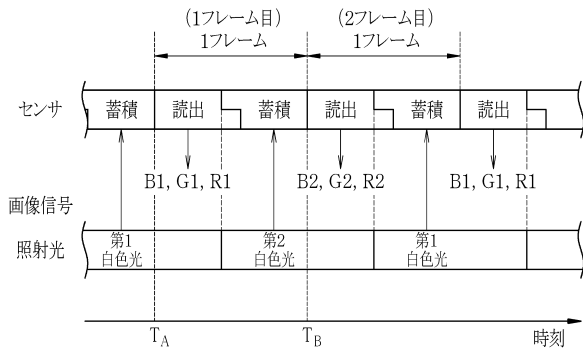 (1フレーム目) (2フレーム目)
1フレーム 1フレーム
センサ 蓄積 読出 蓄積 読出 蓄積 読出
B1, G1, R1 B2, G2, R2 B1, G1, R1
画像信号
照射光 第1 第2 第1
白色光 白色光 白色光
TA TB 時刻